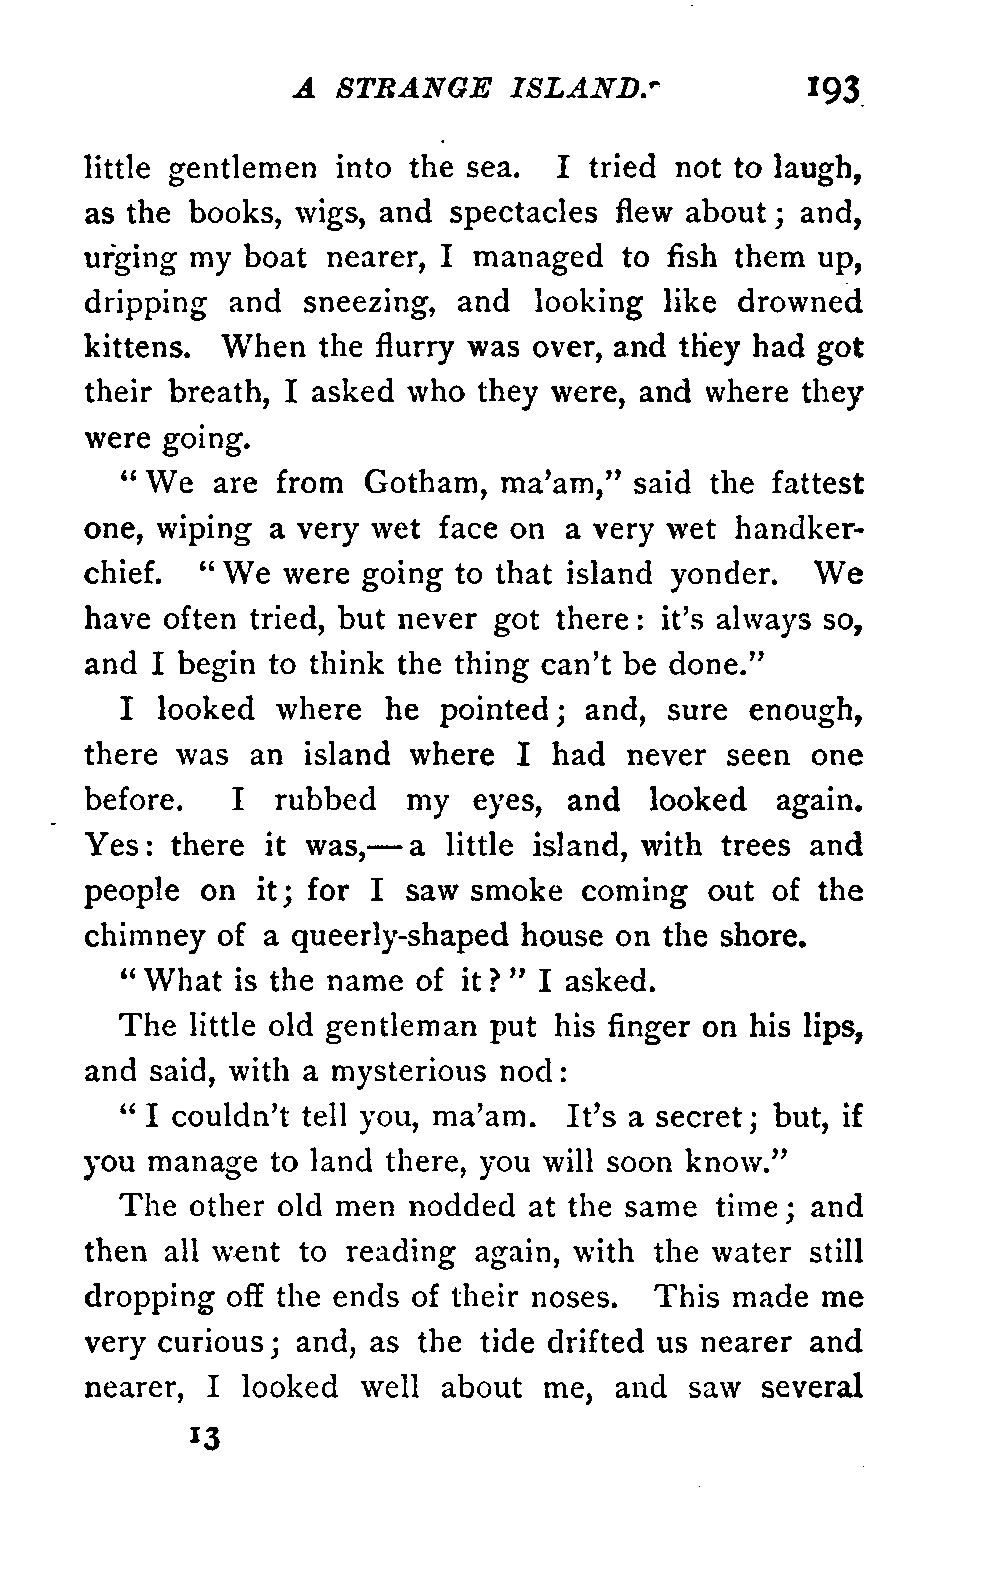 A STRANGE ISLAND. 193
little gentlemen into the sea. I tried not to laugh,
as the books, wigs, and spectacles flew about; and,
urging my boat nearer, I managed to fish them up,
dripping and sneezing, and looking like drowned
kittens. When the flurry was over, and they had got
their breath, I asked who they were, and where they
were going.
“We are from Gotham, ma’am,” said the fattest
one, wiping a very wet face on a very wet handker-
chief. “We were going to that island yonder. We
have often tried, but never got there: it’s always so,
and I begin to think the thing can’t be done.”
I looked where he pointed; and, sure enough,
there was an island where I had never seen one
before. I rubbed my eyes, and looked again.
Yes: there it was,—a little island, with trees and
people on it; for I saw smoke coming out of the
chimney of a queerly-shaped house on the shore.
“What is the name of it?” I asked.
The little old gentleman put his finger on his lips,
and said, with a mysterious nod:
“I couldn’t tell you, ma’am. It’s a secret; but, if
you manage to land there, you will soon know.”
The other old men nodded at the same time; and
then all went to reading again, with the water still
dropping off the ends of their noses. This made me
very curious; and, as the tide drifted us nearer and
nearer, I looked well about me, and saw several
13